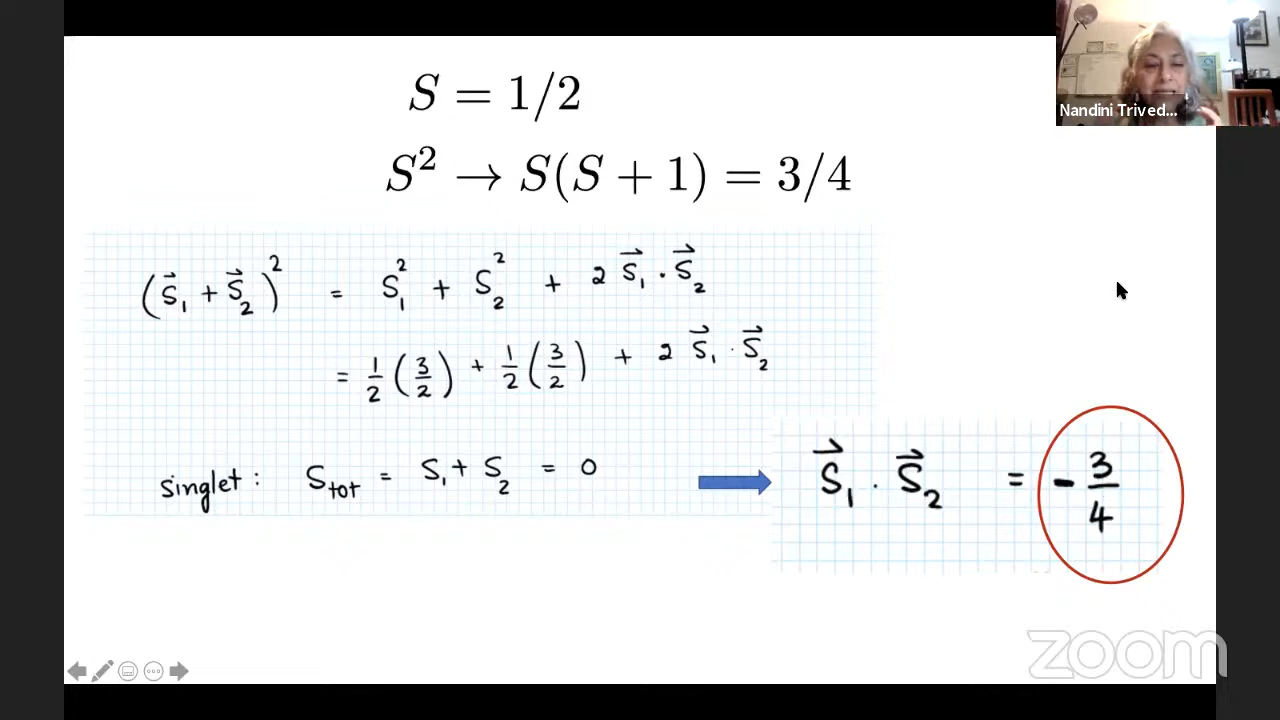 S = 1/2
S² → S(S + 1) = 3/4
Nandini Trived...
(S⃗₁ + S⃗₂)² = S₁² + S₂² + 2 S⃗₁ · S⃗₂
= 1/2 (3/2) + 1/2 (3/2) + 2 S⃗₁ · S⃗₂
singlet : S_tot = S₁ + S₂ = 0
S⃗₁ · S⃗₂ = - 3/4
zoom